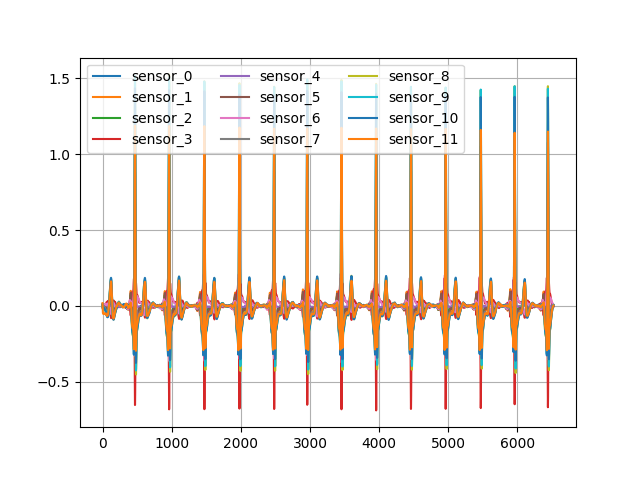 sensor_0 sensor_4 sensor_8
sensor_1 sensor_5 sensor_9
sensor_2 sensor_6 sensor_10
sensor_3 sensor_7 sensor_11
1.5
1.0
0.5
0.0
−0.5
0 1000 2000 3000 4000 5000 6000